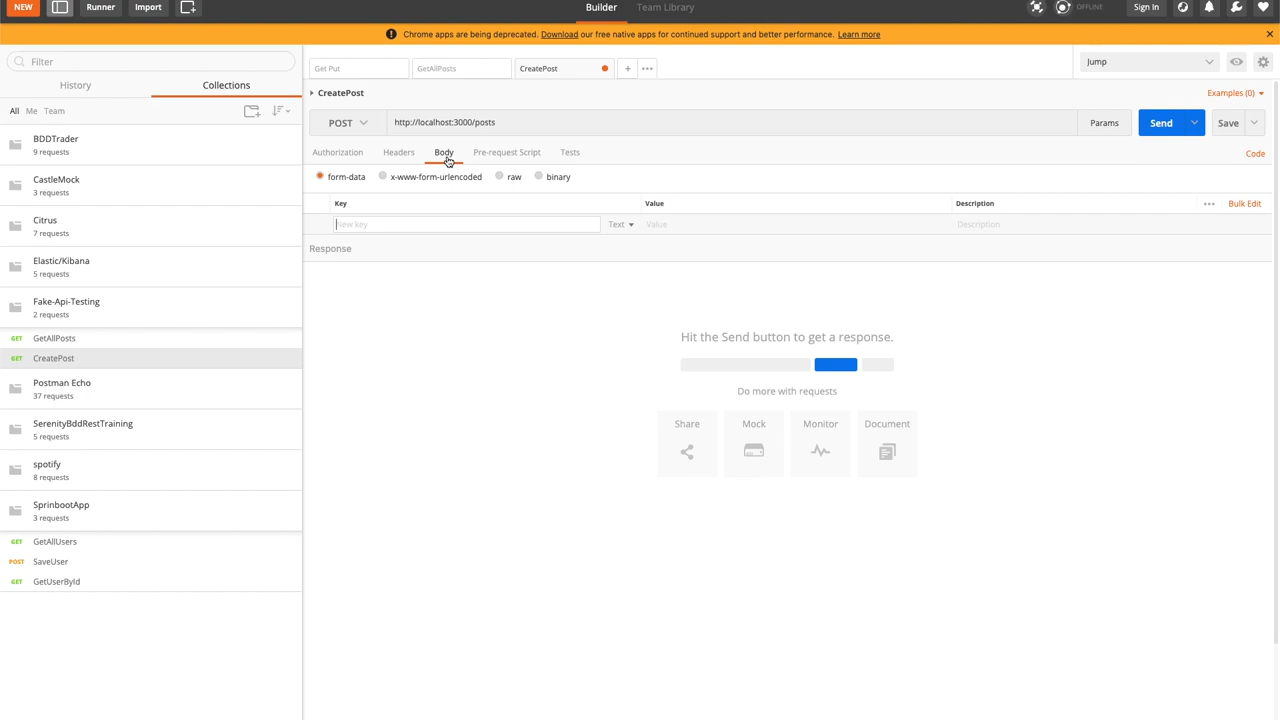 NEW Runner Import Builder Team Library OFFLINE Sign In
Chrome apps are being deprecated. Download our free native apps for continued support and better performance. Learn more
Filter
History Collections
All Me Team
BDDTrader
9 requests
CastleMock
3 requests
Citrus
7 requests
Elastic/Kibana
5 requests
Fake-Api-Testing
2 requests
GET GetAllPosts
GET CreatePost
Postman Echo
37 requests
SerenityBddRestTraining
5 requests
spotify
8 requests
SprinbootApp
3 requests
GET GetAllUsers
POST SaveUser
GET GetUserById
Get Put GetAllPosts CreatePost Jump
CreatePost Examples (0)
POST http://localhost:3000/posts Params Send Save
Authorization Headers Body Pre-request Script Tests Code
form-data x-www-form-urlencoded raw binary
Key Value Description Bulk Edit
New key Text Value Description
Response
Hit the Send button to get a response.
Do more with requests
Share Mock Monitor Document